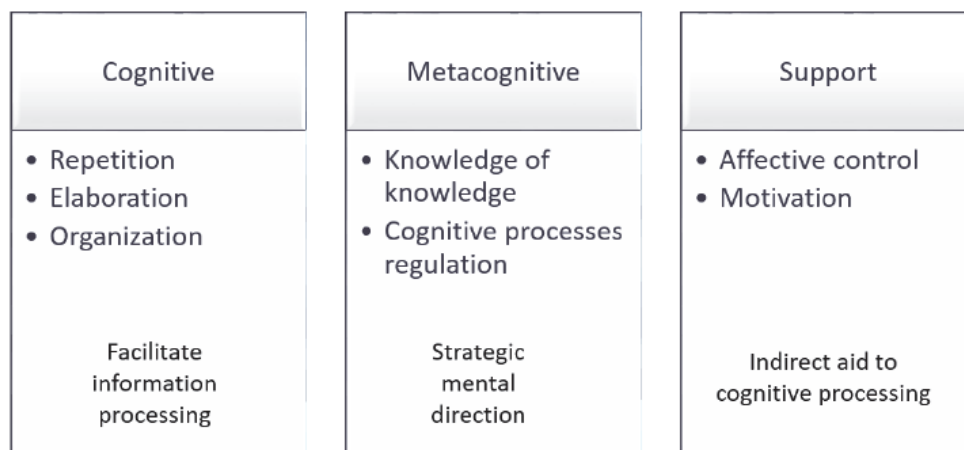 Cognitive
• Repetition
• Elaboration
• Organization
Facilitate
information
processing
Metacognitive
• Knowledge of
knowledge
• Cognitive processes
regulation
Strategic
mental
direction
Support
• Affective control
• Motivation
Indirect aid to
cognitive processing